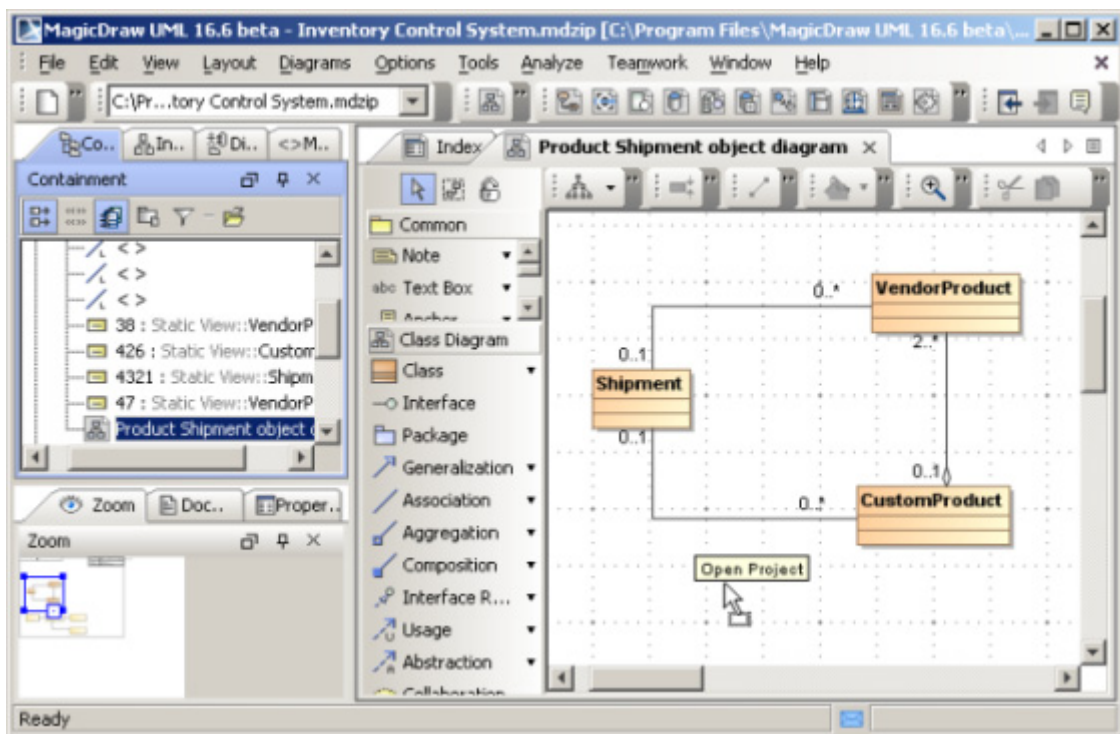 MagicDraw UML 16.6 beta - Inventory Control System.mdzip [C:\Program Files\MagicDraw UML 16.6 beta\...
File Edit View Layout Diagrams Options Tools Analyze Teamwork Window Help
C:\Pr...tory Control System.mdzip
Co.. In.. Di.. <>M..
Index Product Shipment object diagram
Containment
Common
< >
Note
< >
abc Text Box
< >
38 : Static View::VendorP
Class Diagram
426 : Static View::Custom
Class
4321 : Static View::Shipm
Interface
47 : Static View::VendorP
Package
Product Shipment object
Generalization
Association
Aggregation
Composition
Interface R...
Usage
Abstraction
Collaboration
Zoom Doc.. Proper..
Zoom
0..*
VendorProduct
2..*
0..1
Shipment
0..1
0..1
0..*
CustomProduct
Open Project
Ready